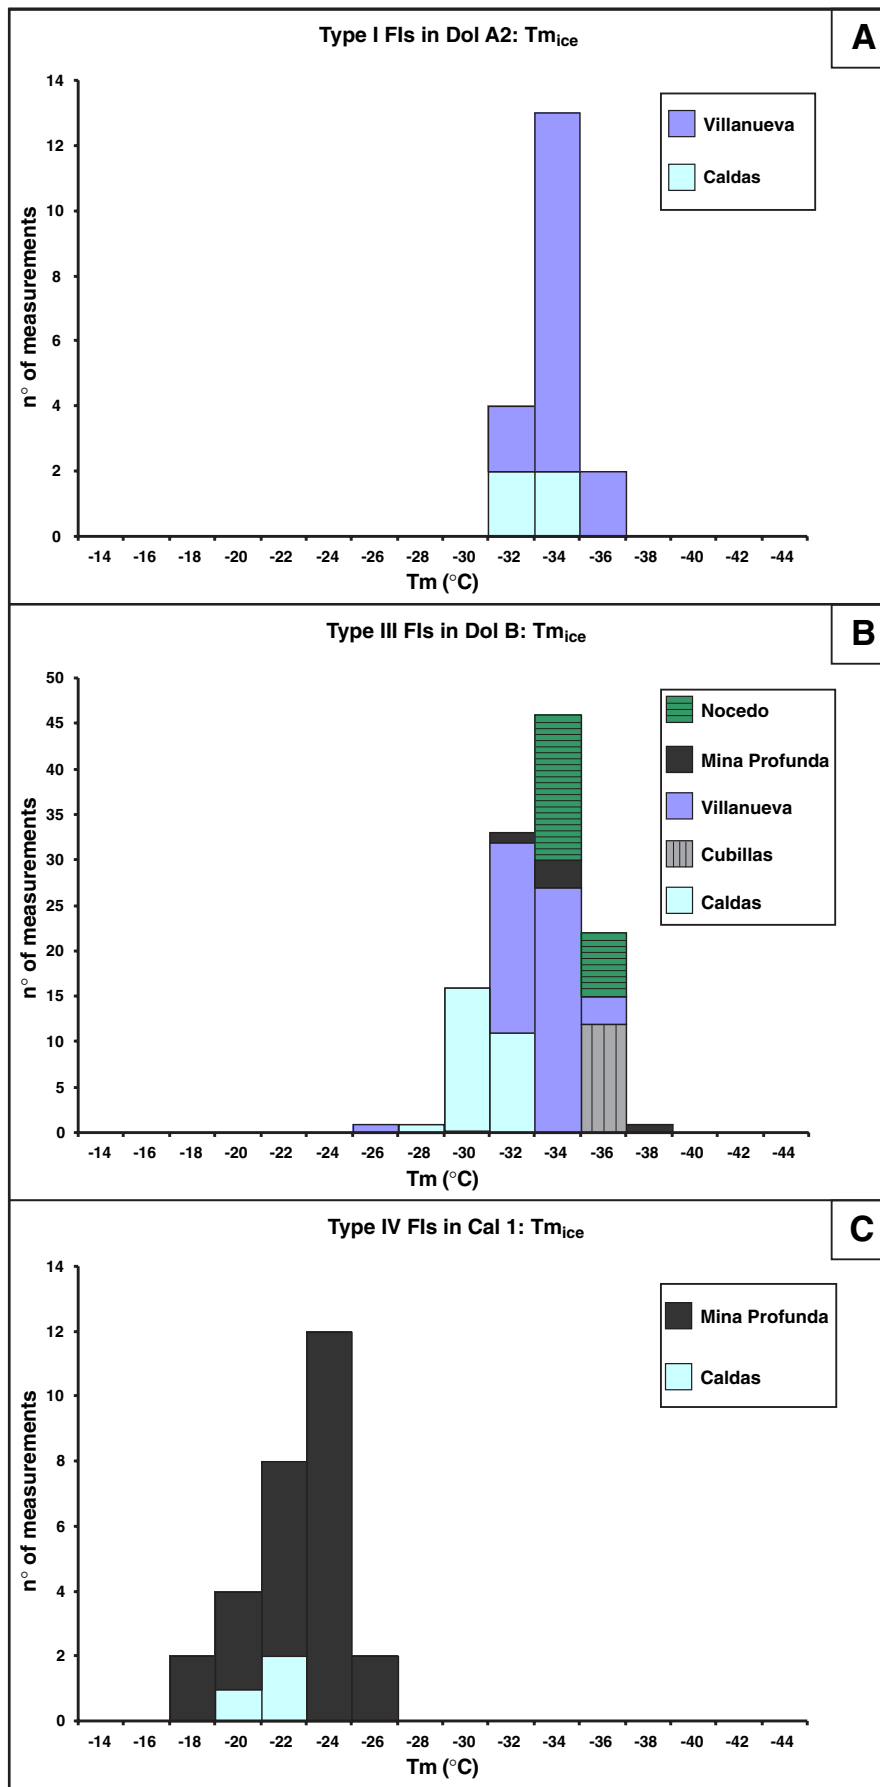 Type I FIs in Dol A2: Tmice
A
n° of measurements
14
12
10
8
6
4
2
0
Villanueva
Caldas
-14 -16 -18 -20 -22 -24 -26 -28 -30 -32 -34 -36 -38 -40 -42 -44
Tm (°C)
Type III FIs in Dol B: Tmice
B
n° of measurements
50
45
40
35
30
25
20
15
10
5
0
Nocedo
Mina Profunda
Villanueva
Cubillas
Caldas
-14 -16 -18 -20 -22 -24 -26 -28 -30 -32 -34 -36 -38 -40 -42 -44
Tm (°C)
Type IV FIs in Cal 1: Tmice
C
n° of measurements
14
12
10
8
6
4
2
0
Mina Profunda
Caldas
-14 -16 -18 -20 -22 -24 -26 -28 -30 -32 -34 -36 -38 -40 -42 -44
Tm (°C)